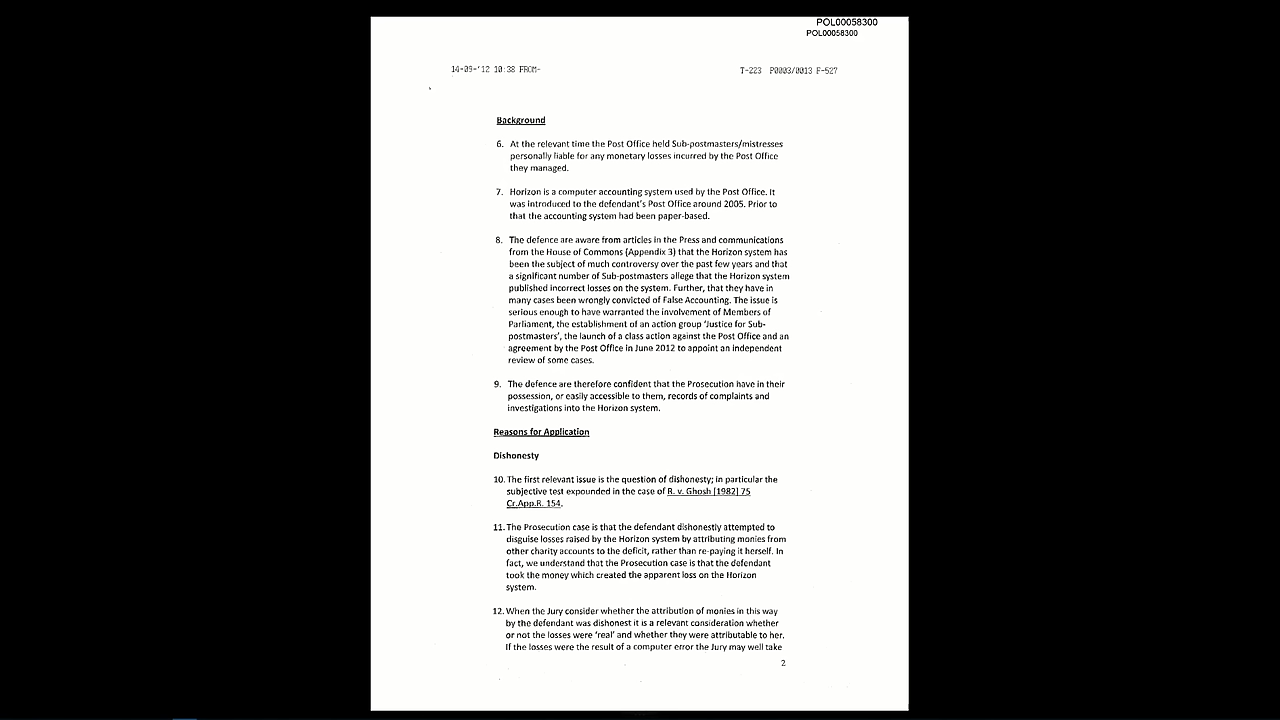 POL00058300
POL00058300
14-09-'12 10:38 FROM-
T-223 P0003/0013 F-527
Background
6. At the relevant time the Post Office held Sub-postmasters/mistresses
personally liable for any monetary losses incurred by the Post Office
they managed.
7. Horizon is a computer accounting system used by the Post Office. It
was introduced to the defendant's Post Office around 2005. Prior to
that the accounting system had been paper-based.
8. The defence are aware from articles in the Press and communications
from the House of Commons (Appendix 3) that the Horizon system has
been the subject of much controversy over the past few years and that
a significant number of Sub-postmasters allege that the Horizon system
published incorrect losses on the system. Further, that they have in
many cases been wrongly convicted of False Accounting. The issue is
serious enough to have warranted the involvement of Members of
Parliament, the establishment of an action group 'Justice for Sub-
postmasters', the launch of a class action against the Post Office and an
agreement by the Post Office in June 2012 to appoint an independent
review of some cases.
9. The defence are therefore confident that the Prosecution have in their
possession, or easily accessible to them, records of complaints and
investigations into the Horizon system.
Reasons for Application
Dishonesty
10. The first relevant issue is the question of dishonesty; in particular the
subjective test expounded in the case of R. v. Ghosh [1982] 75
Cr.App.R. 154.
11. The Prosecution case is that the defendant dishonestly attempted to
disguise losses raised by the Horizon system by attributing monies from
other charity accounts to the deficit, rather than re-paying it herself. In
fact, we understand that the Prosecution case is that the defendant
took the money which created the apparent loss on the Horizon
system.
12. When the Jury consider whether the attribution of monies in this way
by the defendant was dishonest it is a relevant consideration whether
or not the losses were 'real' and whether they were attributable to her.
If the losses were the result of a computer error the Jury may well take
2